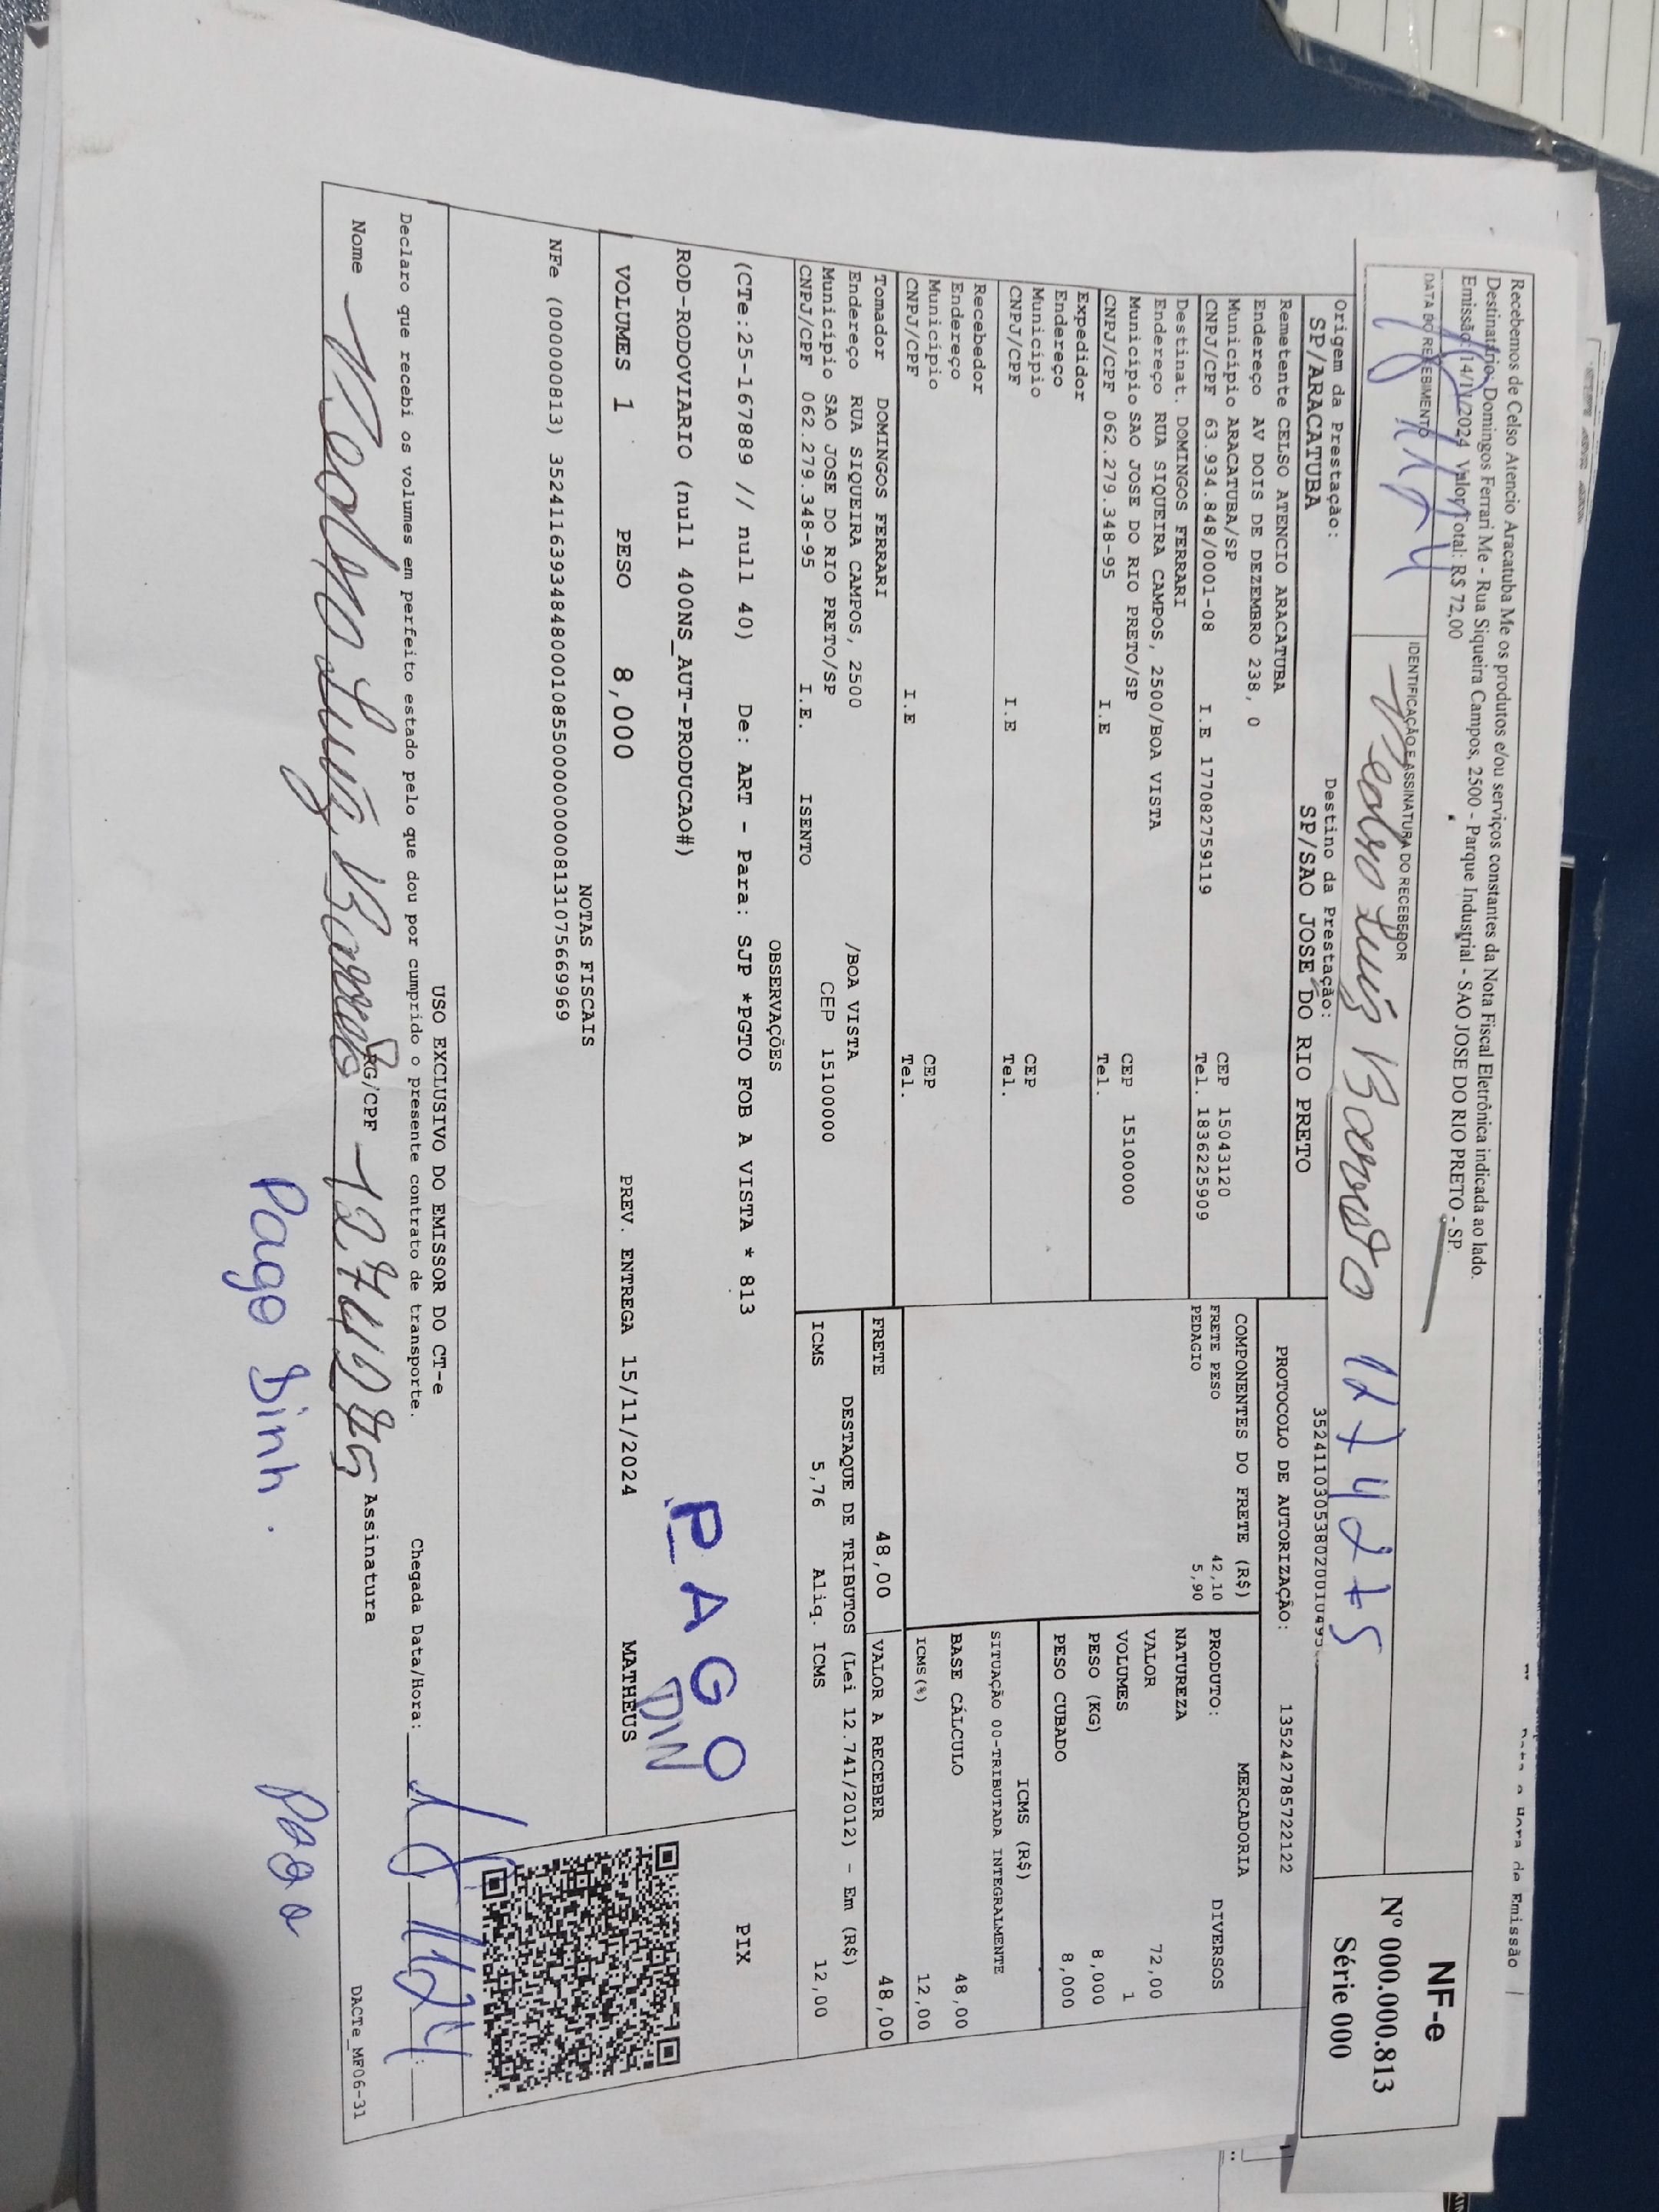 Recebemos de Celso Atencio Aracatuba Me os produtos e/ou serviços constantes da Nota Fiscal Eletrônica indicada ao lado.
Destinatário: Domingos Ferrari Me - Rua Siqueira Campos, 2500 - Parque Industrial - SAO JOSE DO RIO PRETO - SP
Emissão: 14/11/2024 Valor Total: R$ 72,00
NF-e
Nº 000.000.813
Série 000
DATA DO RECEBIMENTO
IDENTIFICAÇÃO E ASSINATURA DO RECEBEDOR
Pedro Luiz Barroto 1274275
Origem da Prestação:
SP/ARACATUBA
Destino da Prestação:
SP/SAO JOSE DO RIO PRETO
PROTOCOLO DE AUTORIZAÇÃO: 135242785722122
Remetente CELSO ATENCIO ARACATUBA
Endereço AV DOIS DE DEZEMBRO 238, 0
Município ARACATUBA/SP CEP 15043120
CNPJ/CPF 63.934.848/0001-08 I.E 177082759119 Tel. 1836225909
Destinat. DOMINGOS FERRARI
Endereço RUA SIQUEIRA CAMPOS, 2500/BOA VISTA
Município SAO JOSE DO RIO PRETO/SP CEP 15100000
CNPJ/CPF 062.279.348-95 I.E Tel.
Expedidor
Endereço
Município CEP
CNPJ/CPF I.E Tel.
Recebedor
Endereço
Município CEP
CNPJ/CPF I.E Tel.
Tomador DOMINGOS FERRARI
Endereço RUA SIQUEIRA CAMPOS, 2500 /BOA VISTA
Município SAO JOSE DO RIO PRETO/SP CEP 15100000
CNPJ/CPF 062.279.348-95 I.E. ISENTO
COMPONENTES DO FRETE (R$)
FRETE PESO 42,10
PEDAGIO 5,90
MERCADORIA
PRODUTO: DIVERSOS
NATUREZA
VALOR 72,00
VOLUMES 1
PESO (KG) 8,000
PESO CUBADO 8,000
ICMS (R$)
SITUAÇÃO 00-TRIBUTADA INTEGRALMENTE
BASE CÁLCULO 48,00
ICMS(%) 12,00
FRETE 48,00 VALOR A RECEBER 48,00
DESTAQUE DE TRIBUTOS (Lei 12.741/2012) - Em (R$)
ICMS 5,76 Aliq. ICMS 12,00
OBSERVAÇÕES
(CTe:25-167889 // null 40) De: ART - Para: SJP *PGTO FOB A VISTA * 813
ROD-RODOVIARIO (null 400NS_AUT-PRODUCAO#)
PAGO
DIN
PIX
VOLUMES 1 PESO 8,000 PREV. ENTREGA 15/11/2024 MATHEUS
NOTAS FISCAIS
NFe (000000813) 35241163934848000108550000000008131075669969
USO EXCLUSIVO DO EMISSOR DO CT-e
Declaro que recebi os volumes em perfeito estado pelo que dou por cumprido o presente contrato de transporte. Chegada Data/Hora:
Nome Pedro Luiz Barroto RG/CPF 1274275 Assinatura
DACTe_MF06-31
Pago Dinh. Pago